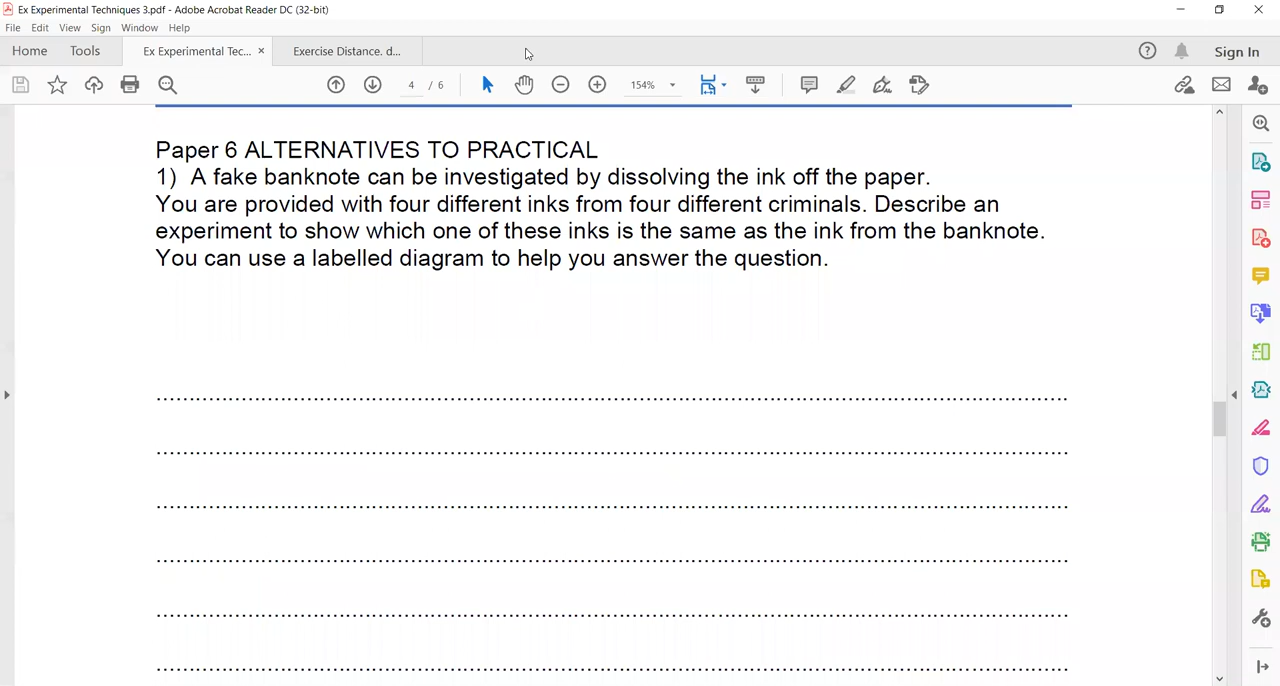 Ex Experimental Techniques 3.pdf - Adobe Acrobat Reader DC (32-bit)
File Edit View Sign Window Help
Home Tools Ex Experimental Tec... × Exercise Distance. d... Sign In
4 / 6 154%
Paper 6 ALTERNATIVES TO PRACTICAL
1) A fake banknote can be investigated by dissolving the ink off the paper.
You are provided with four different inks from four different criminals. Describe an
experiment to show which one of these inks is the same as the ink from the banknote.
You can use a labelled diagram to help you answer the question.